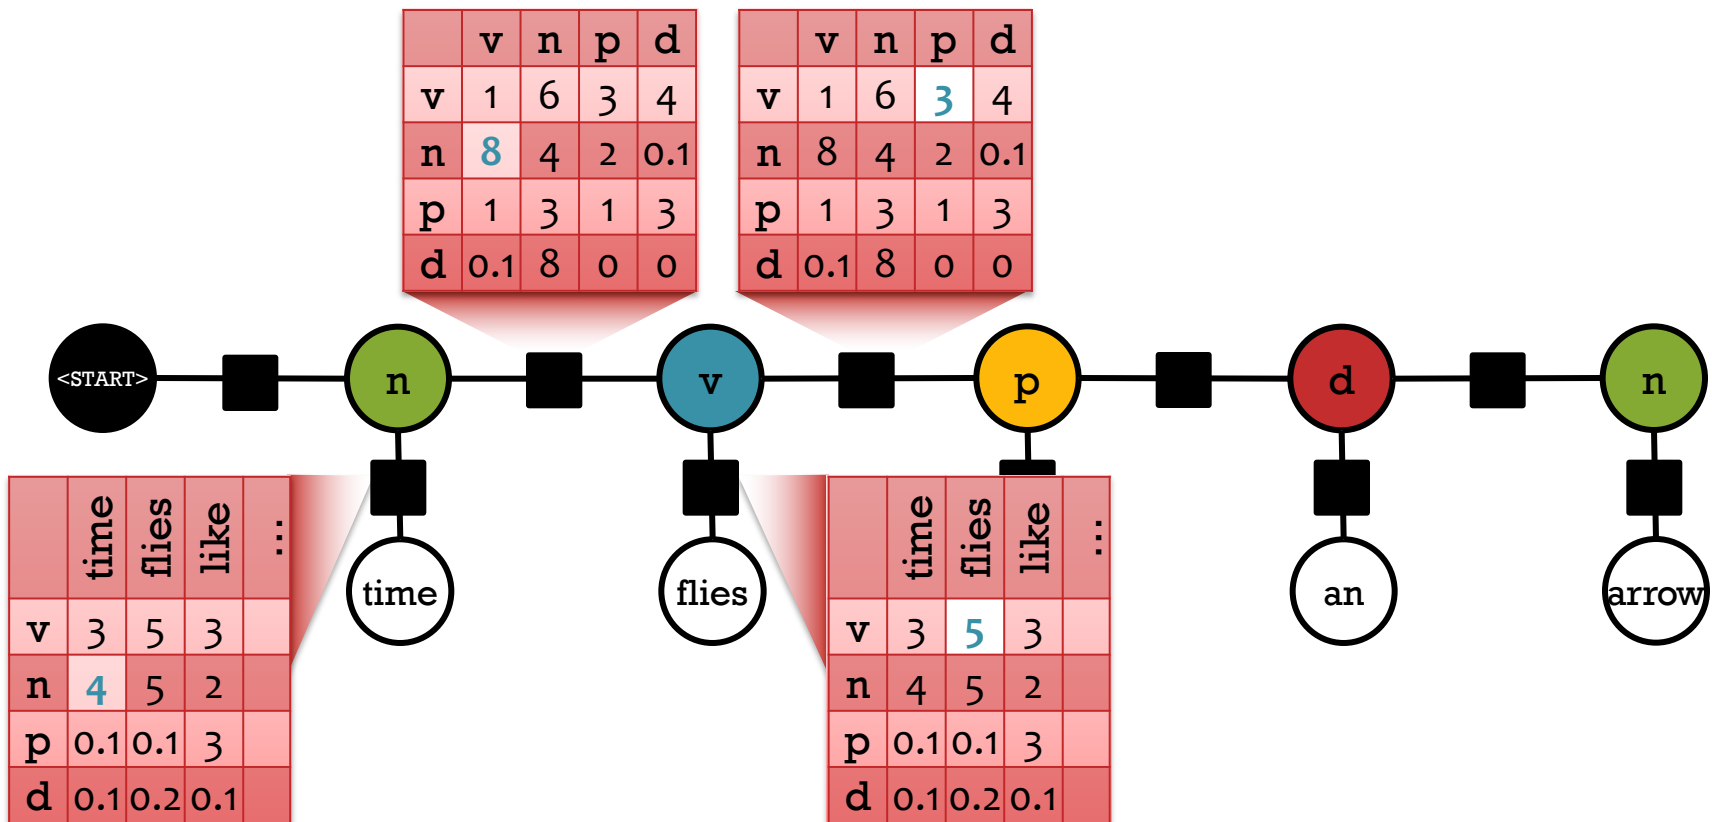 v n p d
v 1 6 3 4
n 8 4 2 0.1
p 1 3 1 3
d 0.1 8 0 0
v n p d
v 1 6 3 4
n 8 4 2 0.1
p 1 3 1 3
d 0.1 8 0 0
<START>
n
v
p
d
n
time flies like ...
v 3 5 3
n 4 5 2
p 0.1 0.1 3
d 0.1 0.2 0.1
time
flies
time flies like ...
v 3 5 3
n 4 5 2
p 0.1 0.1 3
d 0.1 0.2 0.1
an
arrow